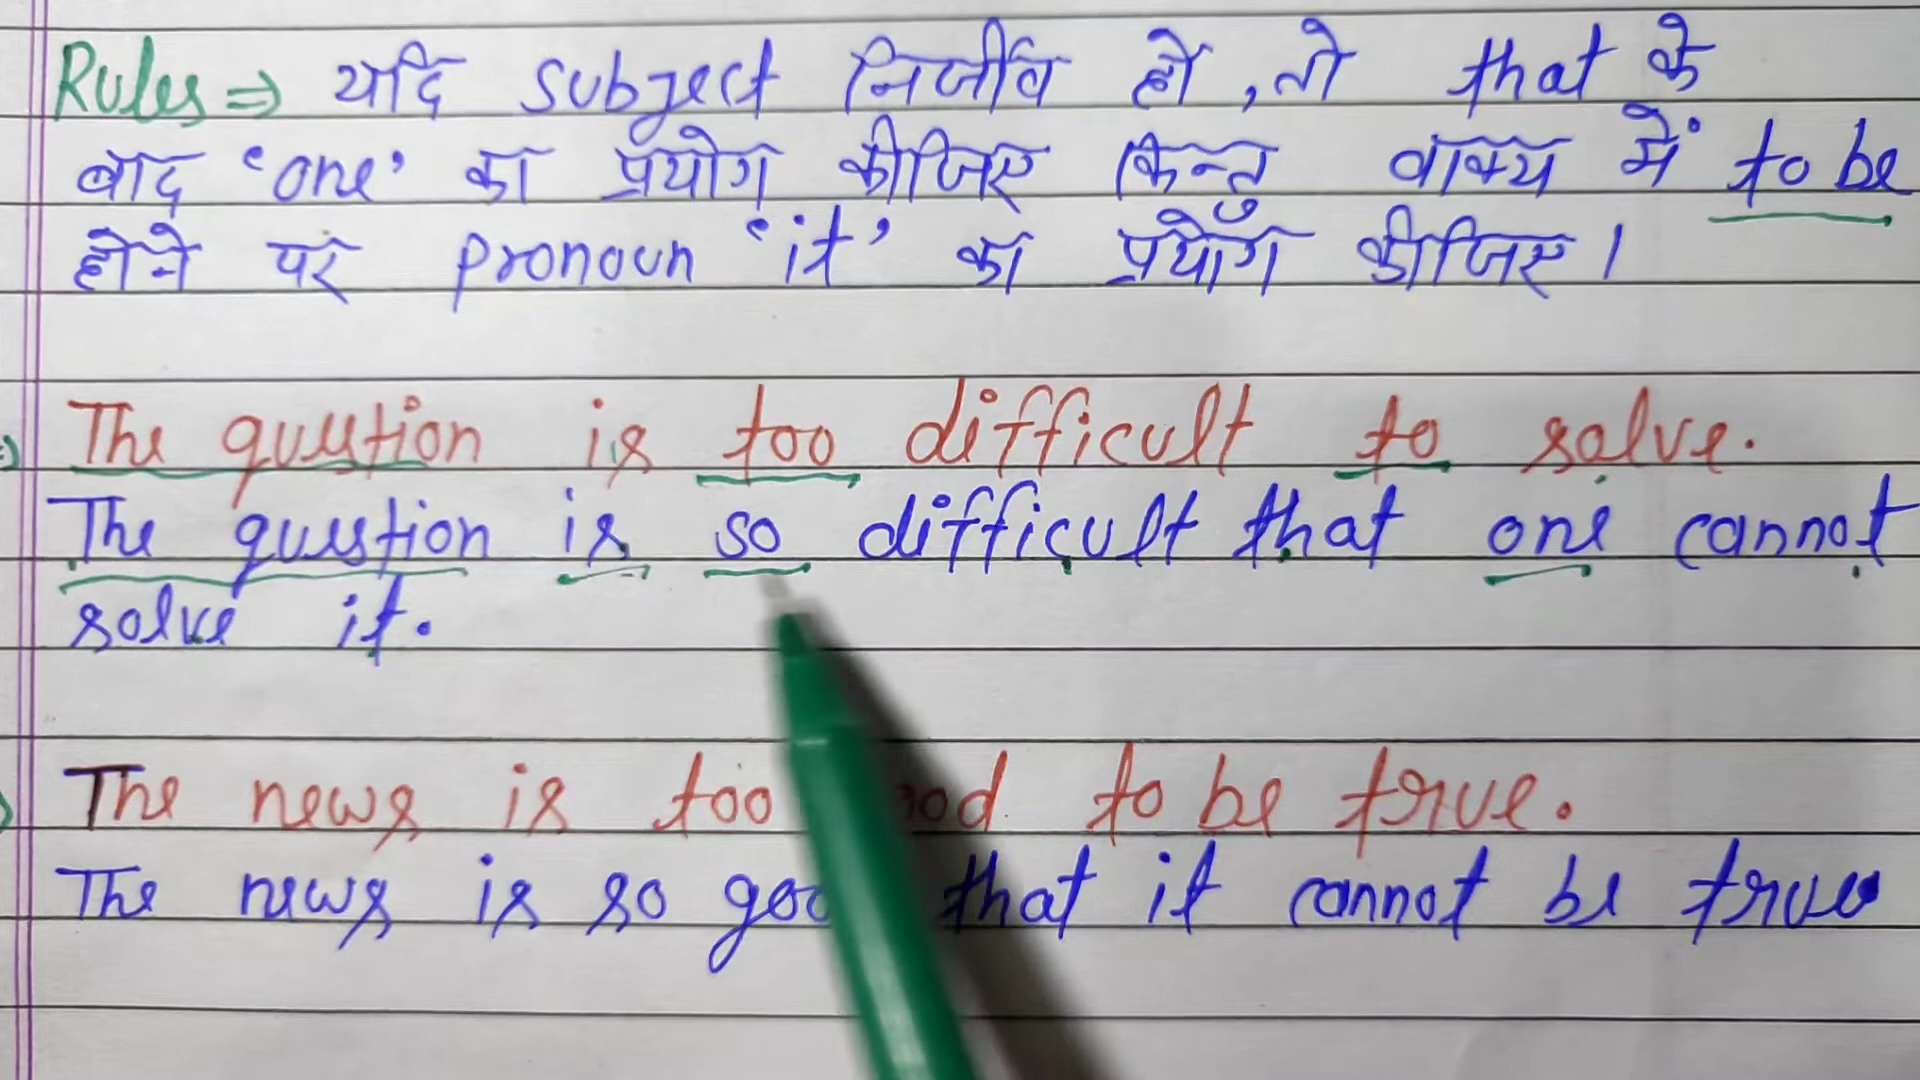 Rules ⇒ यदि subject निर्जीव हो, तो that के
बाद 'one' का प्रयोग कीजिए किन्तु वाक्य में to be
होने पर pronoun 'it' का प्रयोग कीजिए।
The question is too difficult to solve.
The question is so difficult that one cannot
solve it.
The news is too to be true.
The news is so that it cannot be true